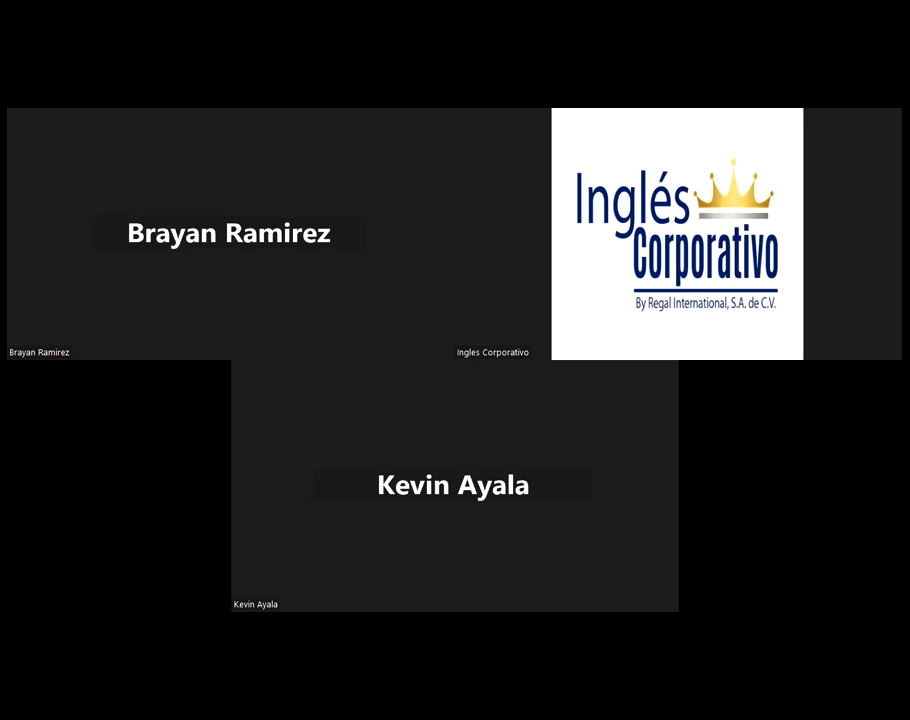 Brayan Ramirez
Brayan Ramirez
Inglés
Corporativo
By Regal International, S.A. de C.V.
Ingles Corporativo
Kevin Ayala
Kevin Ayala